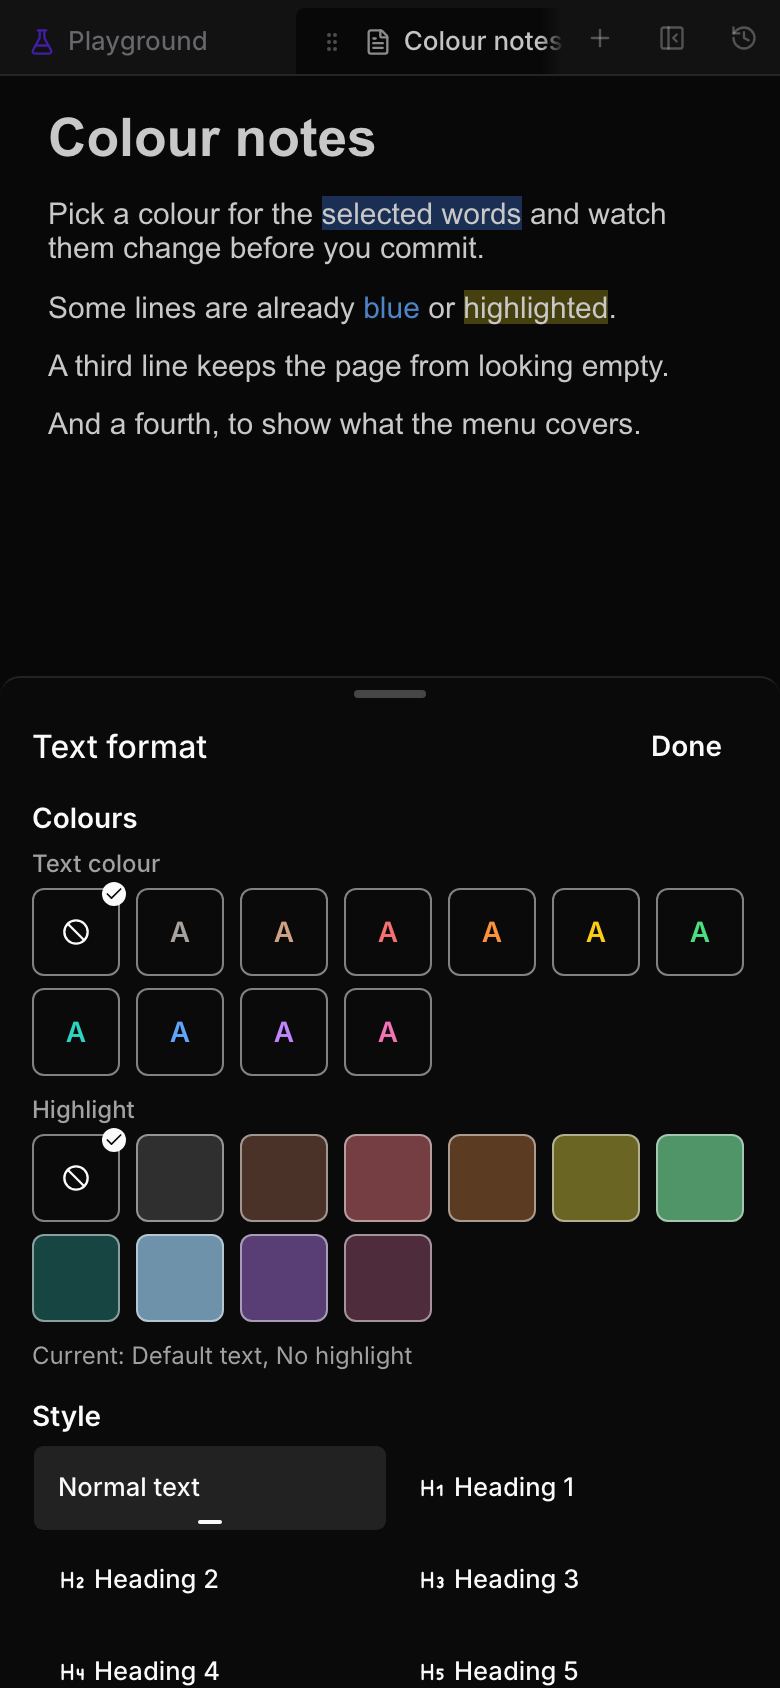 Playground
Colour notes
Colour notes
Pick a colour for the selected words and watch
them change before you commit.
Some lines are already blue or highlighted.
A third line keeps the page from looking empty.
And a fourth, to show what the menu covers.
Text format
Done
Colours
Text colour
A A A A A A
A A A A
Highlight
Current: Default text, No highlight
Style
Normal text
H1 Heading 1
H2 Heading 2
H3 Heading 3
H4 Heading 4
H5 Heading 5